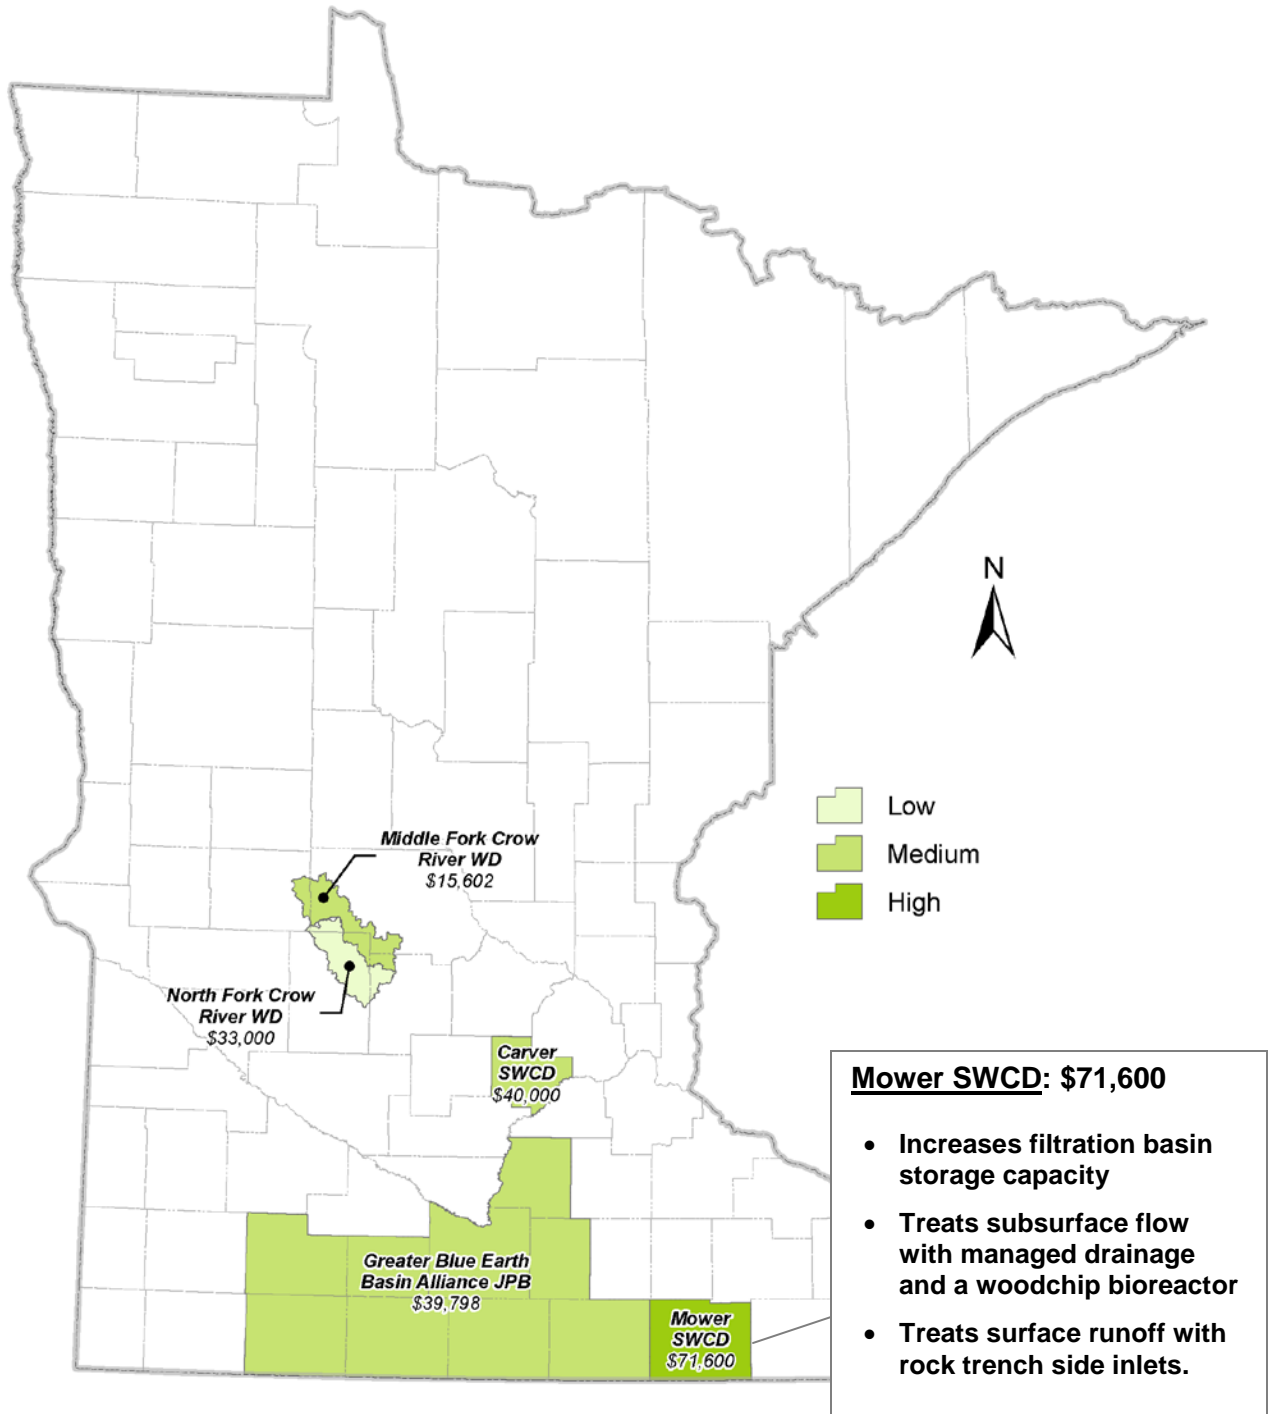 N
Low
Medium
High
Middle Fork Crow
River WD
$15,602
North Fork Crow
River WD
$33,000
Carver
SWCD
$40,000
Greater Blue Earth
Basin Alliance JPB
$39,798
Mower
SWCD
$71,600
Mower SWCD: $71,600
• Increases filtration basin
storage capacity
• Treats subsurface flow
with managed drainage
and a woodchip bioreactor
• Treats surface runoff with
rock trench side inlets.